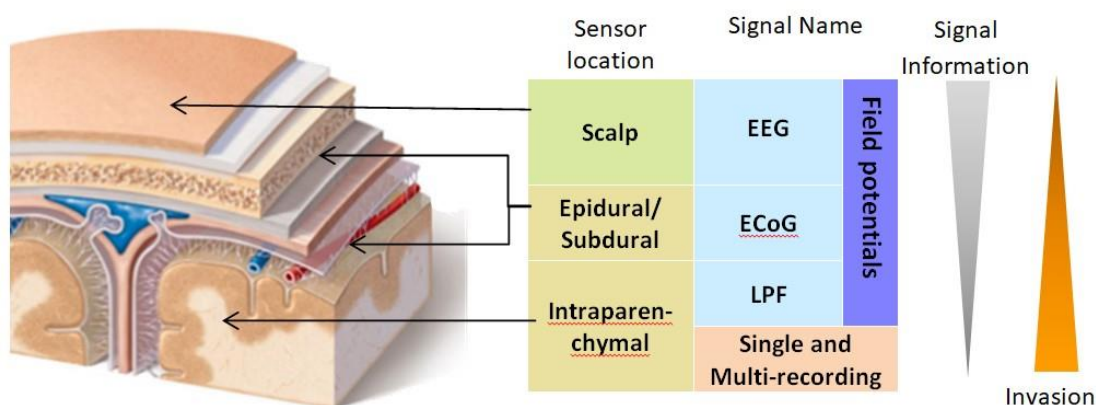 Sensor
location
Signal Name
Signal
Information
Scalp
EEG
Field potentials
Epidural/
Subdural
ECoG
Intraparen-
chymal
LPF
Single and
Multi-recording
Invasion